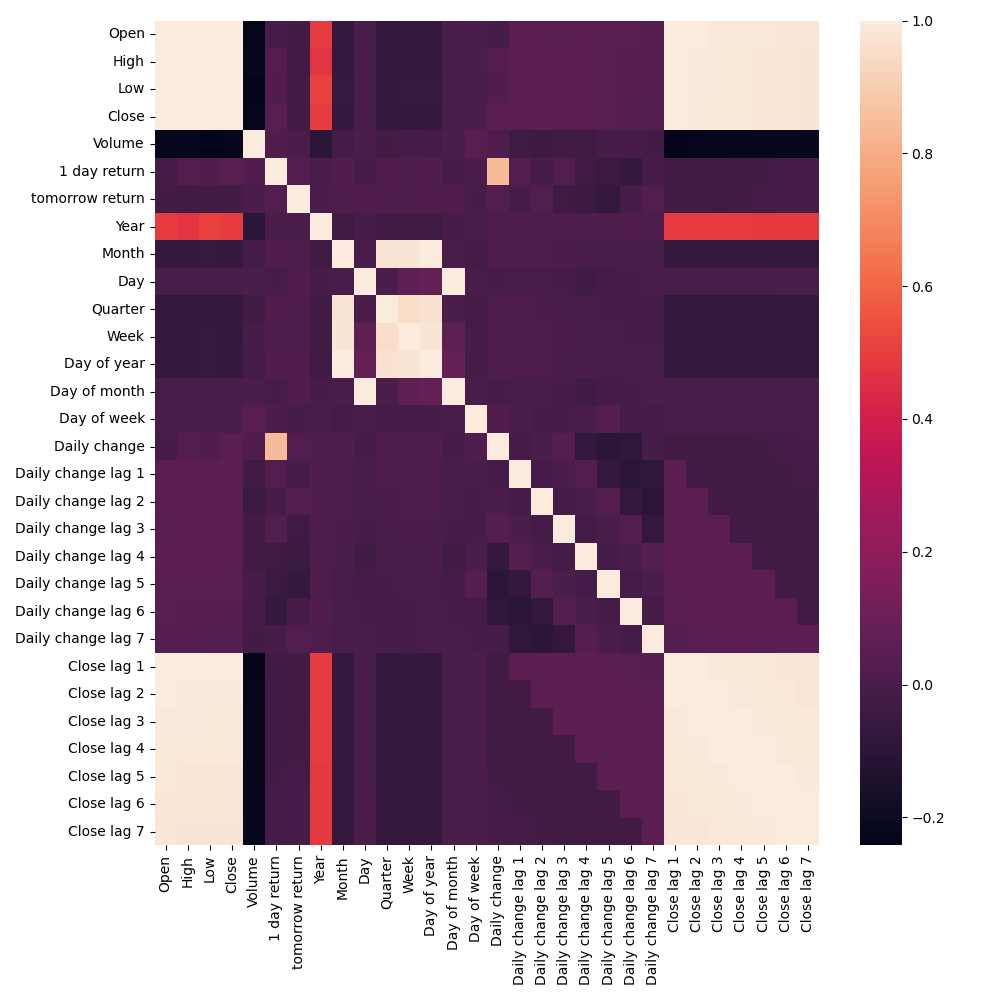 Open
High
Low
Close
Volume
1 day return
tomorrow return
Year
Month
Day
Quarter
Week
Day of year
Day of month
Day of week
Daily change
Daily change lag 1
Daily change lag 2
Daily change lag 3
Daily change lag 4
Daily change lag 5
Daily change lag 6
Daily change lag 7
Close lag 1
Close lag 2
Close lag 3
Close lag 4
Close lag 5
Close lag 6
Close lag 7
Open
High
Low
Close
Volume
1 day return
tomorrow return
Year
Month
Day
Quarter
Week
Day of year
Day of month
Day of week
Daily change
Daily change lag 1
Daily change lag 2
Daily change lag 3
Daily change lag 4
Daily change lag 5
Daily change lag 6
Daily change lag 7
Close lag 1
Close lag 2
Close lag 3
Close lag 4
Close lag 5
Close lag 6
Close lag 7
1.0
0.8
0.6
0.4
0.2
0.0
−0.2